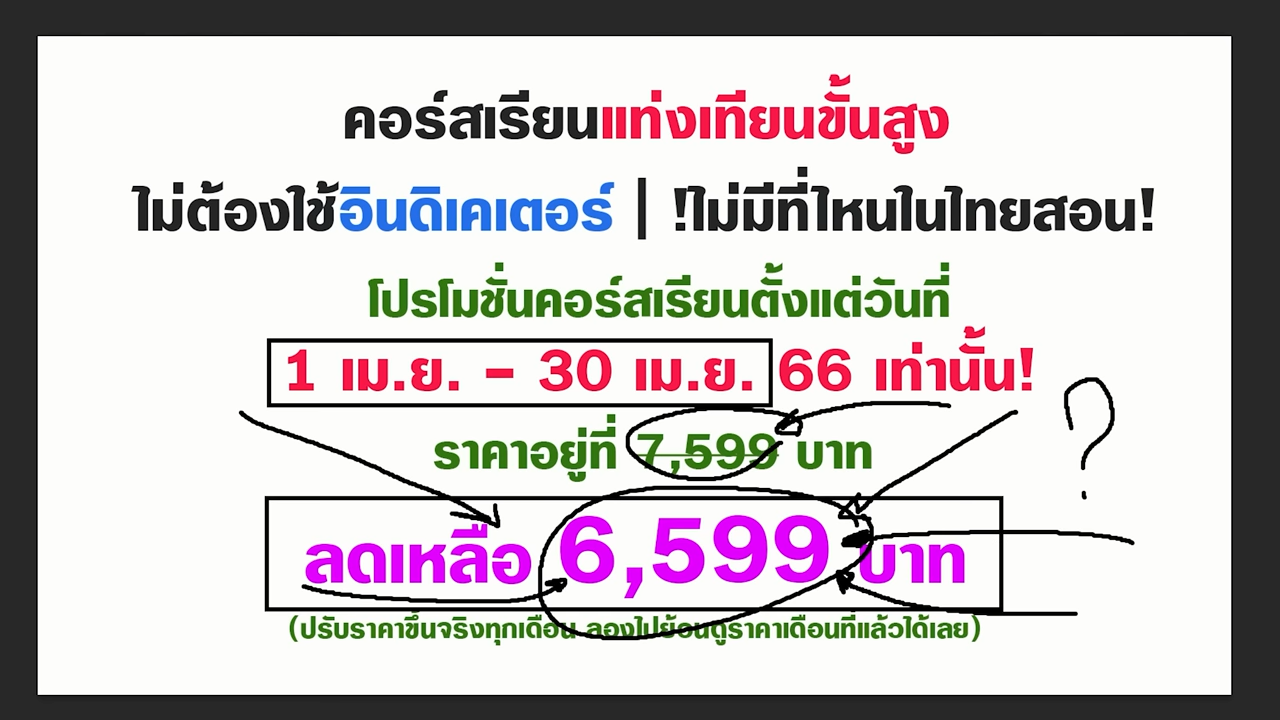 คอร์สเรียนแท่งเทียนขั้นสูง
ไม่ต้องใช้อินดิเคเตอร์ | !ไม่มีที่ไหนในไทยสอน!
โปรโมชั่นคอร์สเรียนตั้งแต่วันที่
1 เม.ย. - 30 เม.ย. 66 เท่านั้น!
ราคาอยู่ที่ 7,599 บาท
ลดเหลือ 6,599 บาท
(ปรับราคาขึ้นจริงทุกเดือน ลองไปย้อนดูราคาเดือนที่แล้วได้เลย)
?